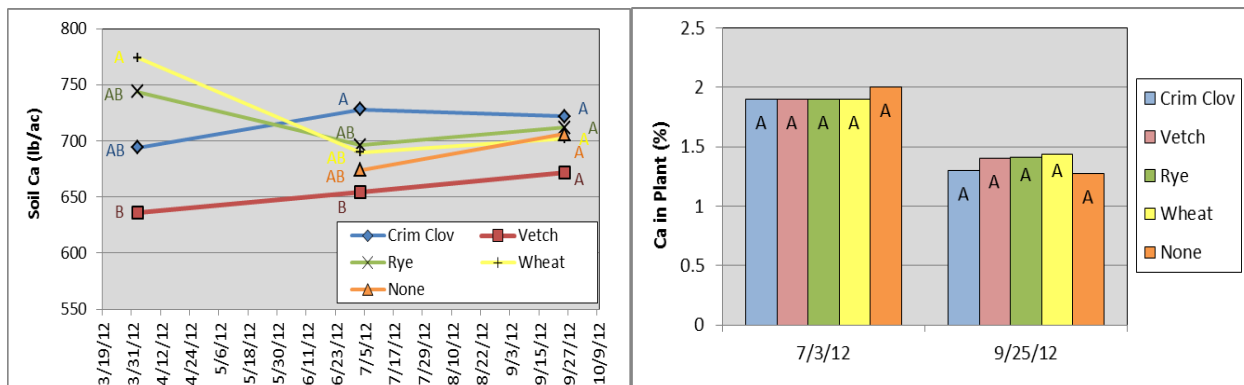 Soil Ca (lb/ac)
800
750
700
650
600
550
A
AB
AB
B
A
AB
AB
AB
B
A
A
A
A
A
Crim Clov
Vetch
Rye
Wheat
None
3/19/12
3/31/12
4/12/12
4/24/12
5/6/12
5/18/12
5/30/12
6/11/12
6/23/12
7/5/12
7/17/12
7/29/12
8/10/12
8/22/12
9/3/12
9/15/12
9/27/12
10/9/12
Ca in Plant (%)
2.5
2
1.5
1
0.5
0
A A A A A
A A A A A
7/3/12
9/25/12
Crim Clov
Vetch
Rye
Wheat
None